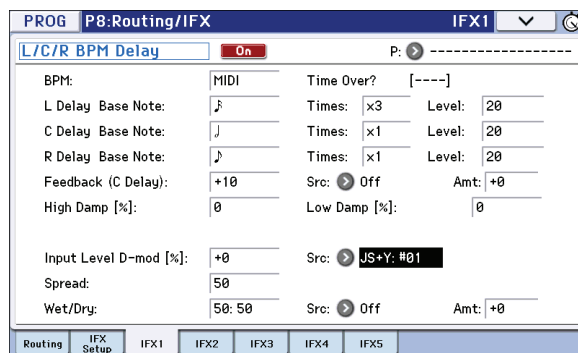 PROG P8:Routing/IFX IFX1
L/C/R BPM Delay On P: ------------------
BPM: MIDI Time Over? [----]
L Delay Base Note: 𝅘𝅥𝅯 Times: x3 Level: 20
C Delay Base Note: 𝅗𝅥 Times: x1 Level: 20
R Delay Base Note: ♪ Times: x1 Level: 20
Feedback (C Delay): +10 Src: Off Amt: +0
High Damp [%]: 0 Low Damp [%]: 0
Input Level D-mod [%]: +0 Src: JS+Y: #01
Spread: 50
Wet/Dry: 50:50 Src: Off Amt: +0
Routing IFX Setup IFX1 IFX2 IFX3 IFX4 IFX5